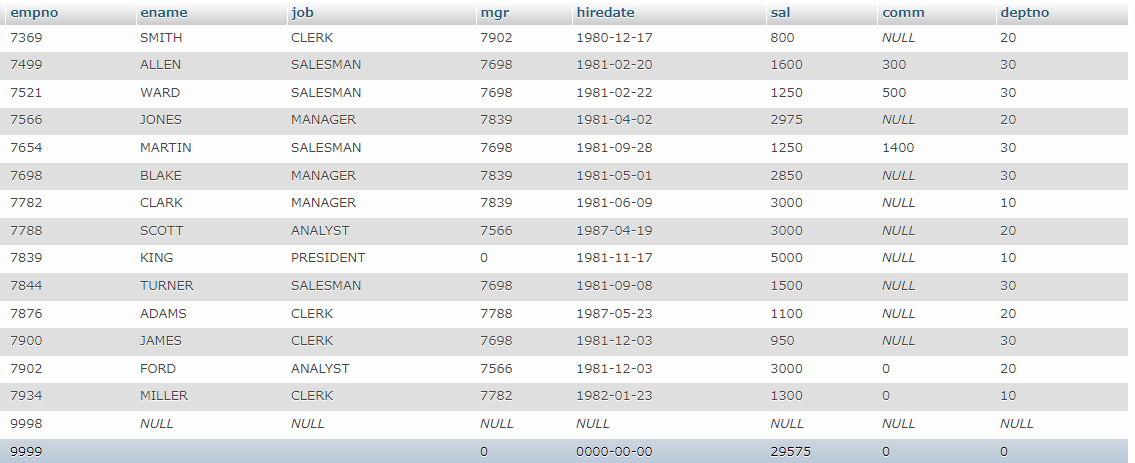 empno ename job mgr hiredate sal comm deptno
7369 SMITH CLERK 7902 1980-12-17 800 NULL 20
7499 ALLEN SALESMAN 7698 1981-02-20 1600 300 30
7521 WARD SALESMAN 7698 1981-02-22 1250 500 30
7566 JONES MANAGER 7839 1981-04-02 2975 NULL 20
7654 MARTIN SALESMAN 7698 1981-09-28 1250 1400 30
7698 BLAKE MANAGER 7839 1981-05-01 2850 NULL 30
7782 CLARK MANAGER 7839 1981-06-09 3000 NULL 10
7788 SCOTT ANALYST 7566 1987-04-19 3000 NULL 20
7839 KING PRESIDENT 0 1981-11-17 5000 NULL 10
7844 TURNER SALESMAN 7698 1981-09-08 1500 NULL 30
7876 ADAMS CLERK 7788 1987-05-23 1100 NULL 20
7900 JAMES CLERK 7698 1981-12-03 950 NULL 30
7902 FORD ANALYST 7566 1981-12-03 3000 0 20
7934 MILLER CLERK 7782 1982-01-23 1300 0 10
9998 NULL NULL NULL NULL NULL NULL NULL
9999 0 0000-00-00 29575 0 0